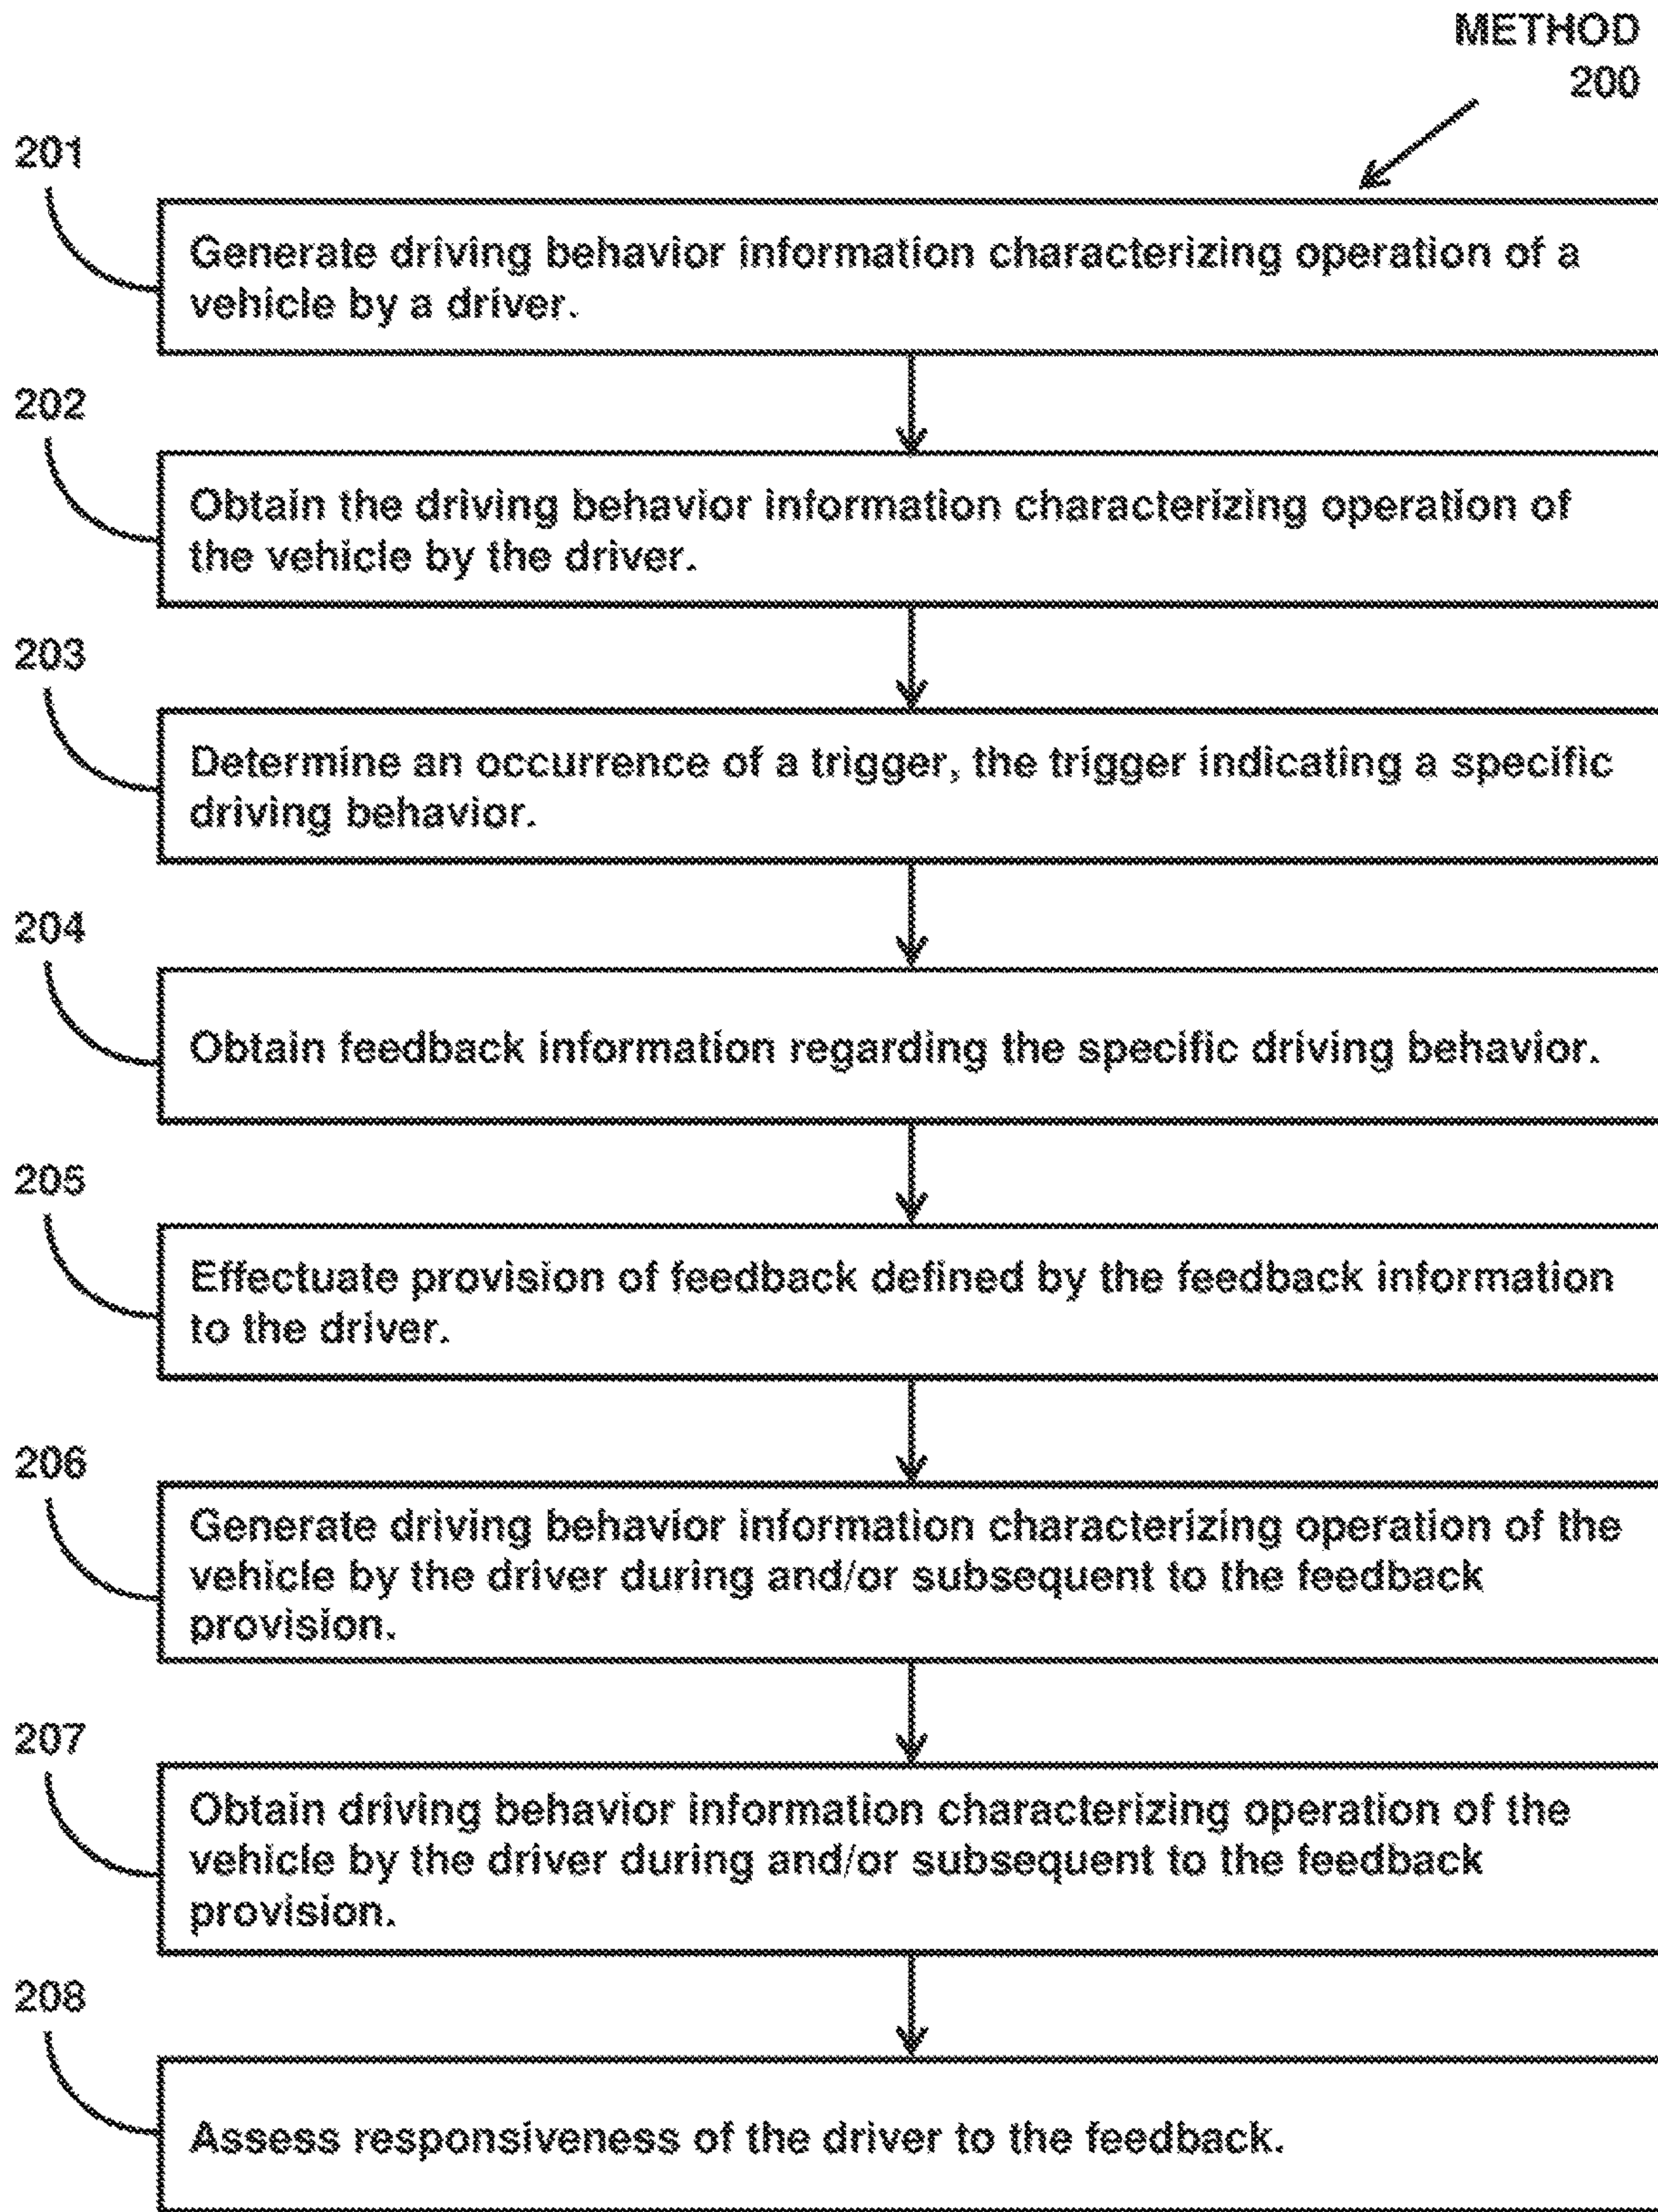 METHOD
200
201
Generate driving behavior information characterizing operation of a
vehicle by a driver.
202
Obtain the driving behavior information characterizing operation of
the vehicle by the driver.
203
Determine an occurrence of a trigger, the trigger indicating a specific
driving behavior.
204
Obtain feedback information regarding the specific driving behavior.
205
Effectuate provision of feedback defined by the feedback information
to the driver.
206
Generate driving behavior information characterizing operation of the
vehicle by the driver during and/or subsequent to the feedback
provision.
207
Obtain driving behavior information characterizing operation of the
vehicle by the driver during and/or subsequent to the feedback
provision.
208
Assess responsiveness of the driver to the feedback.